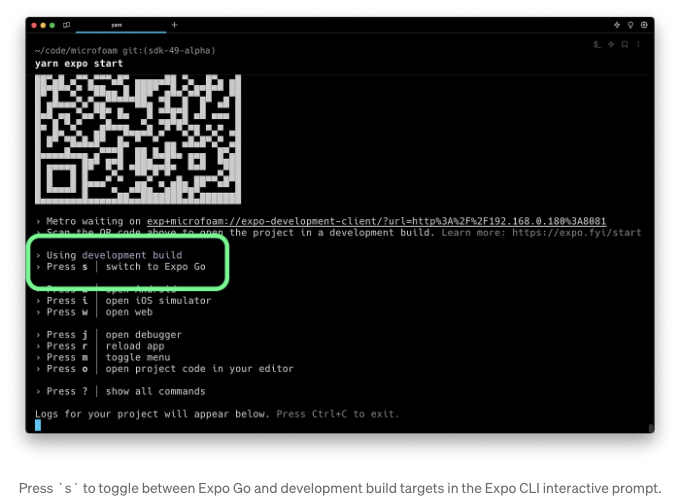 yarn
~/code/microfoam git:(sdk-49-alpha)
yarn expo start
› Metro waiting on exp+microfoam://expo-development-client/?url=http%3A%2F%2F192.168.0.180%3A8081
› Scan the QR code above to open the project in a development build. Learn more: https://expo.fyi/start
› Using development build
› Press s │ switch to Expo Go
› Press a │ open Android
› Press i │ open iOS simulator
› Press w │ open web
› Press j │ open debugger
› Press r │ reload app
› Press m │ toggle menu
› Press o │ open project code in your editor
› Press ? │ show all commands
Logs for your project will appear below. Press Ctrl+C to exit.
Press `s` to toggle between Expo Go and development build targets in the Expo CLI interactive prompt.